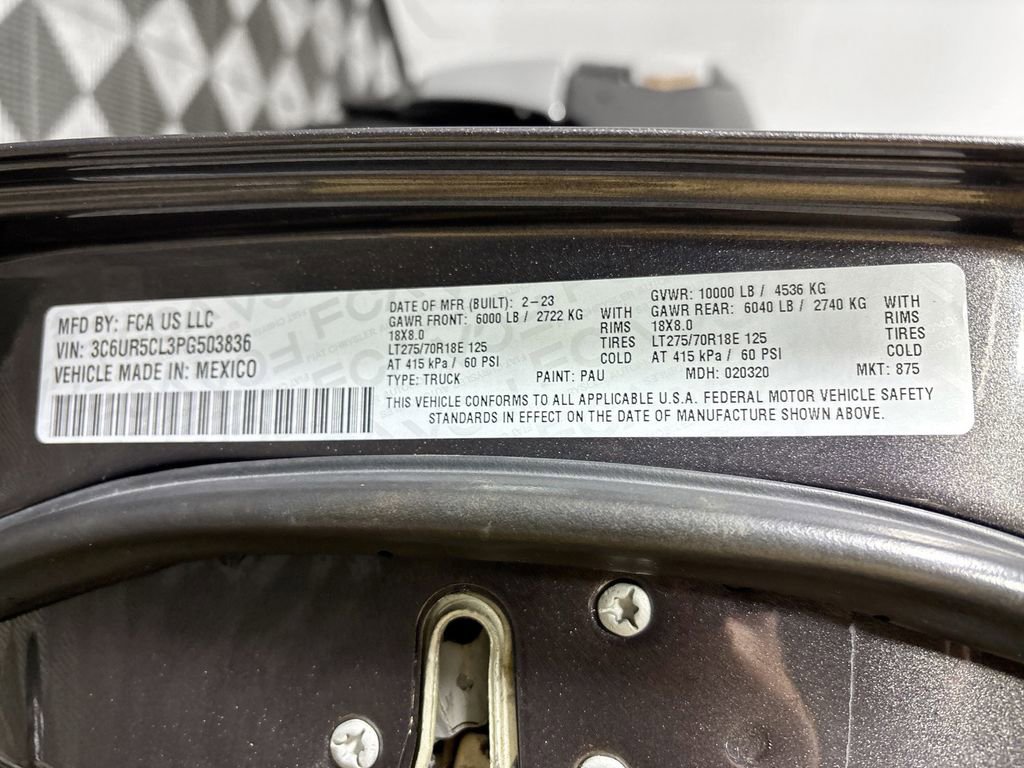 MFD BY: FCA US LLC
VIN: 3C6UR5CL3PG503836
VEHICLE MADE IN: MEXICO
DATE OF MFR (BUILT): 2-23
GAWR FRONT: 6000 LB / 2722 KG WITH
18X8.0 RIMS
LT275/70R18E 125 TIRES
AT 415 kPa / 60 PSI COLD
TYPE: TRUCK PAINT: PAU
GVWR: 10000 LB / 4536 KG
GAWR REAR: 6040 LB / 2740 KG WITH
18X8.0 RIMS
LT275/70R18E 125 TIRES
AT 415 kPa / 60 PSI COLD
MDH: 020320 MKT: 875
THIS VEHICLE CONFORMS TO ALL APPLICABLE U.S.A. FEDERAL MOTOR VEHICLE SAFETY
STANDARDS IN EFFECT ON THE DATE OF MANUFACTURE SHOWN ABOVE.